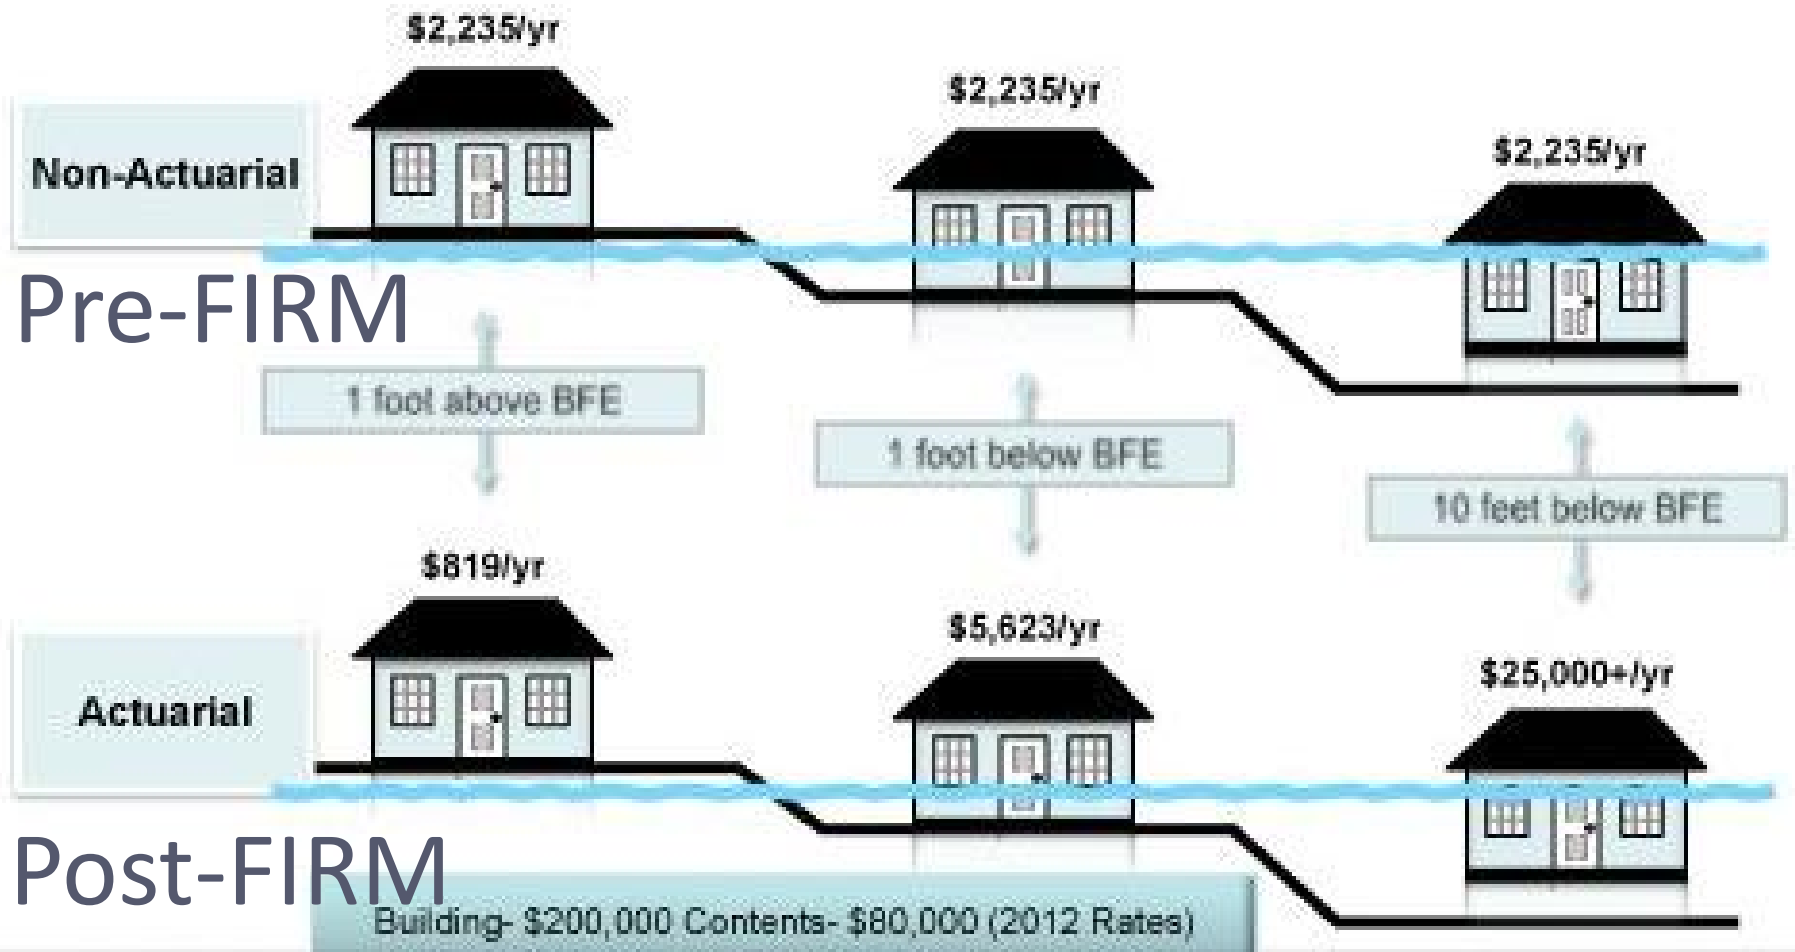 $2,235/yr
$2,235/yr
$2,235/yr
Non-Actuarial
Pre-FIRM
1 foot above BFE
1 foot below BFE
10 feet below BFE
$819/yr
$5,623/yr
$25,000+/yr
Actuarial
Post-FIRM
Building- $200,000 Contents- $80,000 (2012 Rates)